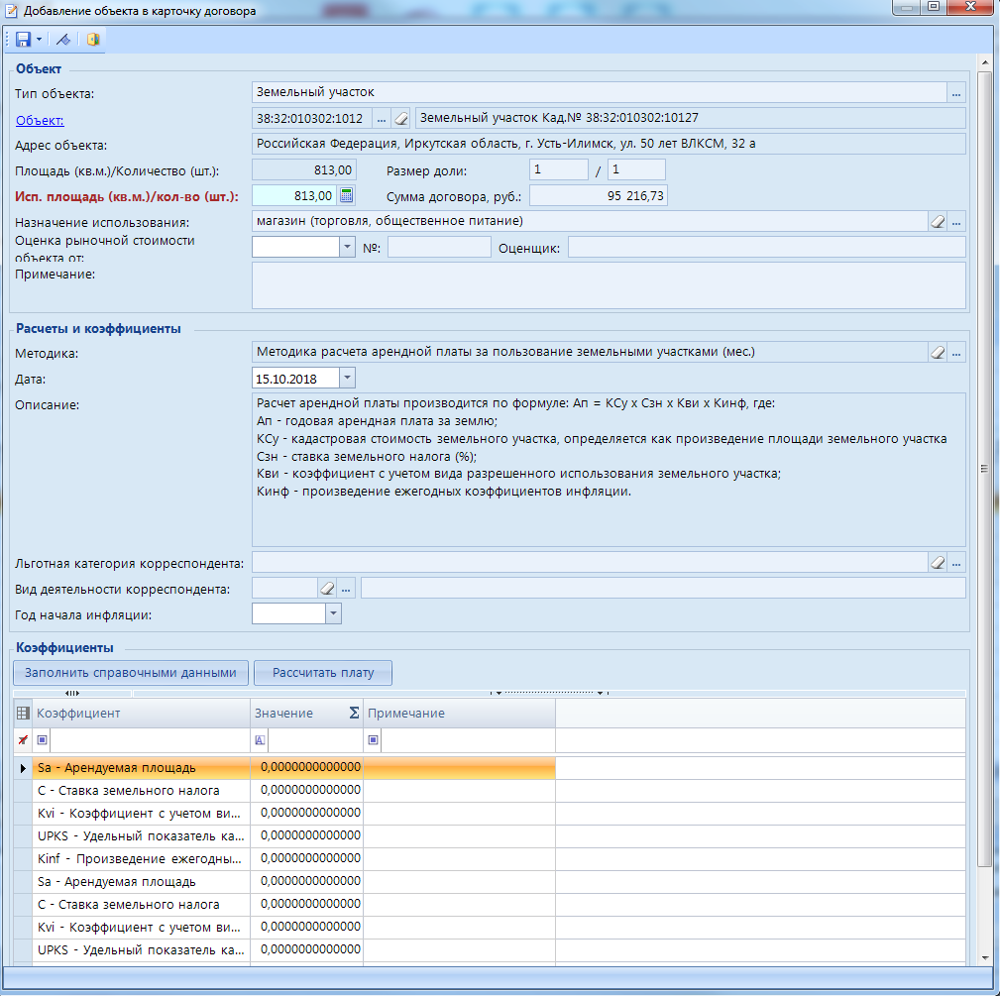 Добавление объекта в карточку договора
Объект
Тип объекта: Земельный участок ...
Объект: 38:32:010302:1012 ... Земельный участок Кад.№ 38:32:010302:10127
Адрес объекта: Российская Федерация, Иркутская область, г. Усть-Илимск, ул. 50 лет ВЛКСМ, 32 а
Площадь (кв.м.)/Количество (шт.): 813,00 Размер доли: 1 / 1
Исп. площадь (кв.м.)/кол-во (шт.): 813,00 Сумма договора, руб.: 95 216,73
Назначение использования: магазин (торговля, общественное питание) ...
Оценка рыночной стоимости
объекта от: №: Оценщик:
Примечание:
Расчеты и коэффициенты
Методика: Методика расчета арендной платы за пользование земельными участками (мес.) ...
Дата: 15.10.2018
Описание: Расчет арендной платы производится по формуле: Ап = КСу х Сзн х Кви х Кинф, где:
Ап - годовая арендная плата за землю;
КСу - кадастровая стоимость земельного участка, определяется как произведение площади земельного участка
Сзн - ставка земельного налога (%);
Кви - коэффициент с учетом вида разрешенного использования земельного участка;
Кинф - произведение ежегодных коэффициентов инфляции.
Льготная категория корреспондента: ...
Вид деятельности корреспондента: ...
Год начала инфляции:
Коэффициенты
Заполнить справочными данными Рассчитать плату
Коэффициент Значение Σ Примечание
A
Sa - Арендуемая площадь 0,0000000000000
C - Ставка земельного налога 0,0000000000000
Kvi - Коэффициент с учетом ви... 0,0000000000000
UPKS - Удельный показатель ка... 0,0000000000000
Kinf - Произведение ежегодны... 0,0000000000000
Sa - Арендуемая площадь 0,0000000000000
C - Ставка земельного налога 0,0000000000000
Kvi - Коэффициент с учетом ви... 0,0000000000000
UPKS - Удельный показатель ка... 0,0000000000000